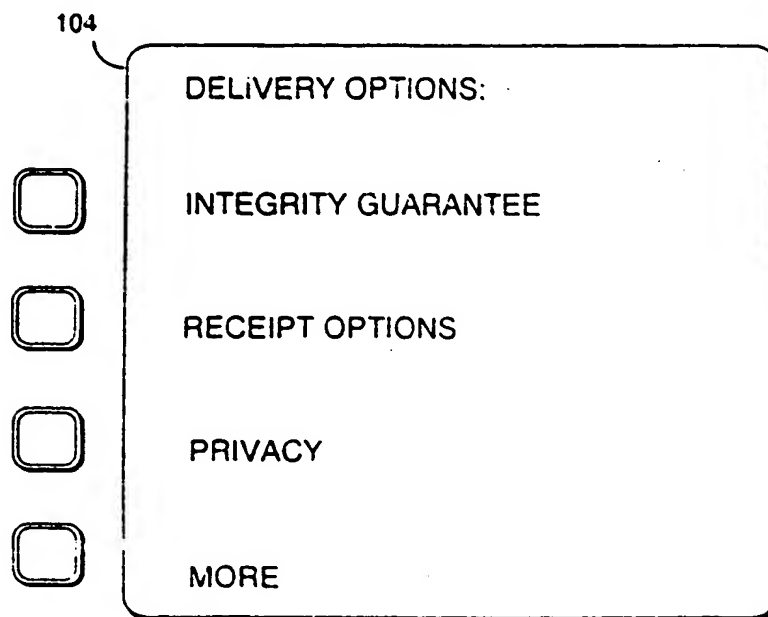 104
DELIVERY OPTIONS:
INTEGRITY GUARANTEE
RECEIPT OPTIONS
PRIVACY
MORE